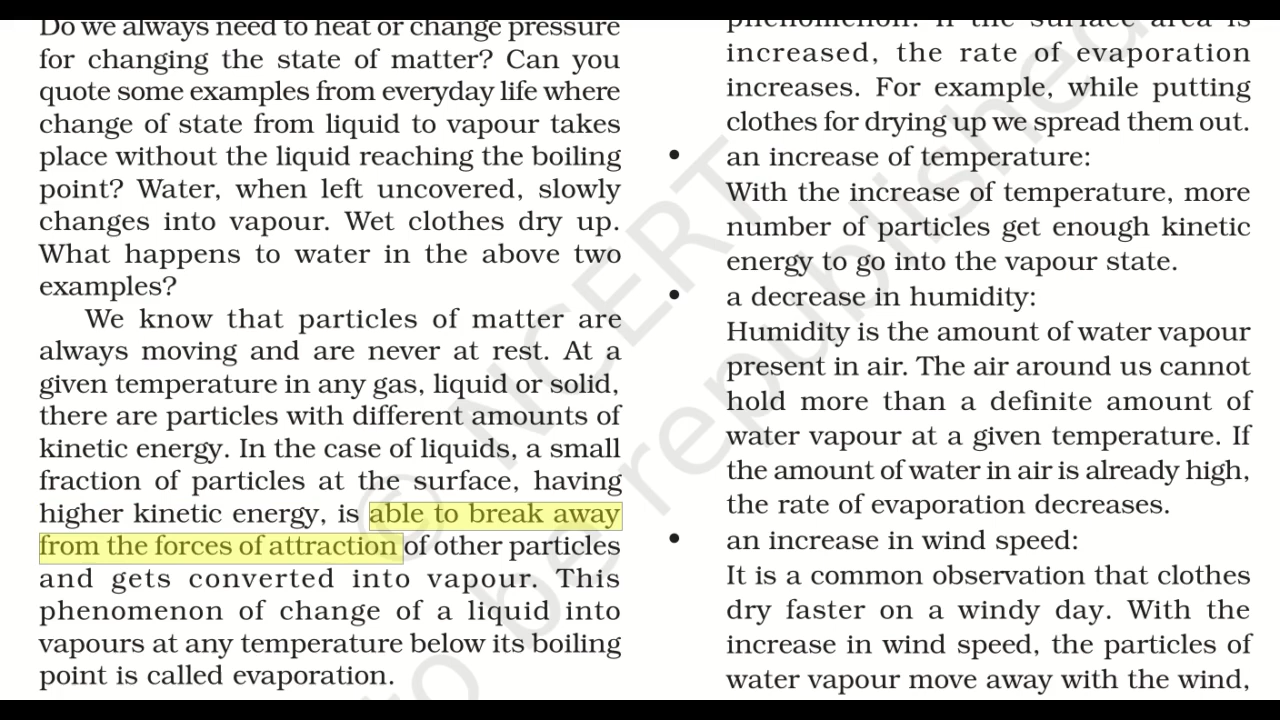 Do we always need to heat or change pressure
for changing the state of matter? Can you
quote some examples from everyday life where
change of state from liquid to vapour takes
place without the liquid reaching the boiling
point? Water, when left uncovered, slowly
changes into vapour. Wet clothes dry up.
What happens to water in the above two
examples?
We know that particles of matter are
always moving and are never at rest. At a
given temperature in any gas, liquid or solid,
there are particles with different amounts of
kinetic energy. In the case of liquids, a small
fraction of particles at the surface, having
higher kinetic energy, is able to break away
from the forces of attraction of other particles
and gets converted into vapour. This
phenomenon of change of a liquid into
vapours at any temperature below its boiling
point is called evaporation.
phenomenon. If the surface area is
increased, the rate of evaporation
increases. For example, while putting
clothes for drying up we spread them out.
• an increase of temperature:
With the increase of temperature, more
number of particles get enough kinetic
energy to go into the vapour state.
• a decrease in humidity:
Humidity is the amount of water vapour
present in air. The air around us cannot
hold more than a definite amount of
water vapour at a given temperature. If
the amount of water in air is already high,
the rate of evaporation decreases.
• an increase in wind speed:
It is a common observation that clothes
dry faster on a windy day. With the
increase in wind speed, the particles of
water vapour move away with the wind,
© NCERT
to be republished